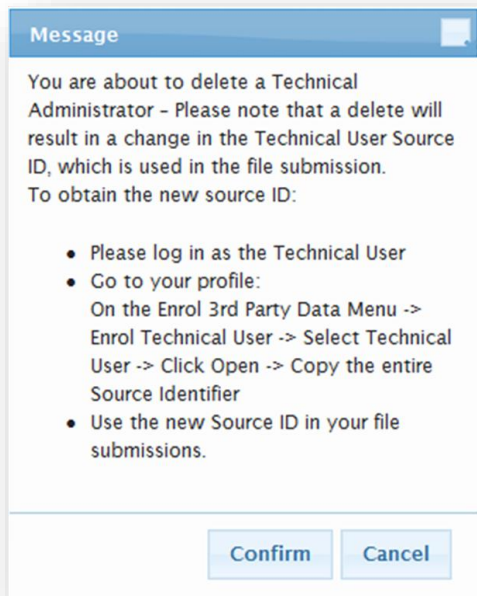 Message
You are about to delete a Technical
Administrator – Please note that a delete will
result in a change in the Technical User Source
ID, which is used in the file submission.
To obtain the new source ID:
• Please log in as the Technical User
• Go to your profile:
On the Enrol 3rd Party Data Menu ->
Enrol Technical User -> Select Technical
User -> Click Open -> Copy the entire
Source Identifier
• Use the new Source ID in your file
submissions.
Confirm Cancel